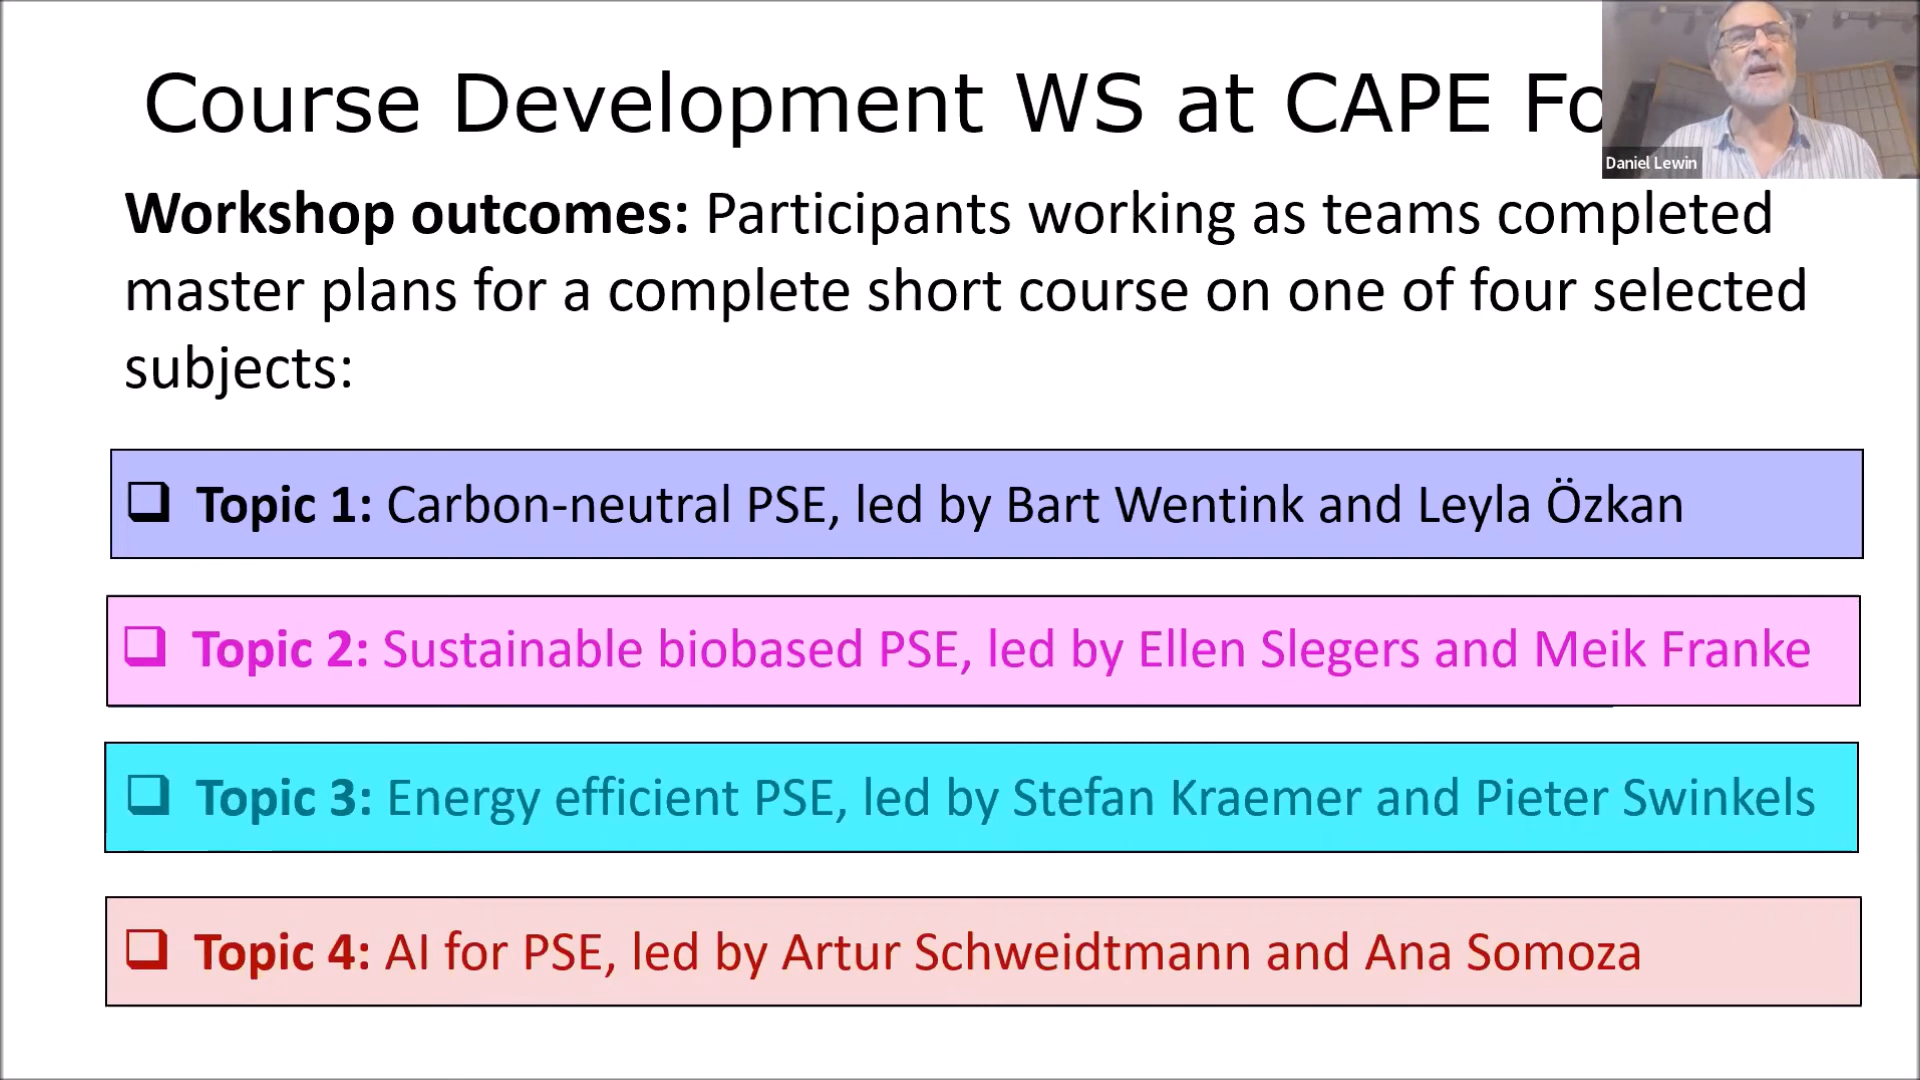 Course Development WS at CAPE Fo
Daniel Lewin
Workshop outcomes: Participants working as teams completed
master plans for a complete short course on one of four selected
subjects:
❑ Topic 1: Carbon-neutral PSE, led by Bart Wentink and Leyla Özkan
❑ Topic 2: Sustainable biobased PSE, led by Ellen Slegers and Meik Franke
❑ Topic 3: Energy efficient PSE, led by Stefan Kraemer and Pieter Swinkels
❑ Topic 4: AI for PSE, led by Artur Schweidtmann and Ana Somoza